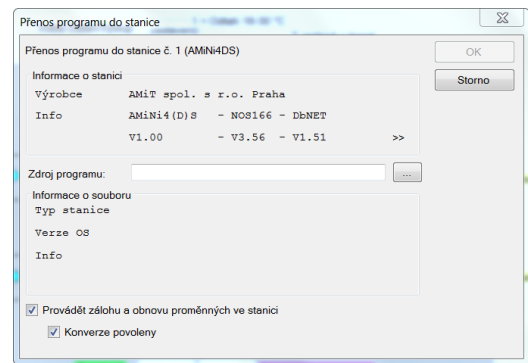 Přenos programu do stanice
Přenos programu do stanice č. 1 (AMiNi4DS)
OK
Storno
Informace o stanici
Výrobce AMiT spol. s r.o. Praha
Info AMiNi4(D)S - NOS166 - DbNET
V1.00 - V3.56 - V1.51 >>
Zdroj programu: ...
Informace o souboru
Typ stanice
Verze OS
Info
Provádět zálohu a obnovu proměnných ve stanici
Konverze povoleny